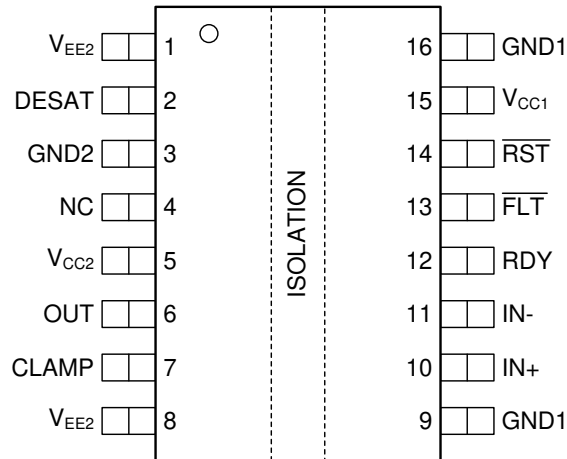 VEE2 1 16 GND1
DESAT 2 15 VCC1
GND2 3 14 RST
NC 4 13 FLT
VCC2 5 12 RDY
OUT 6 11 IN-
CLAMP 7 10 IN+
VEE2 8 9 GND1
ISOLATION